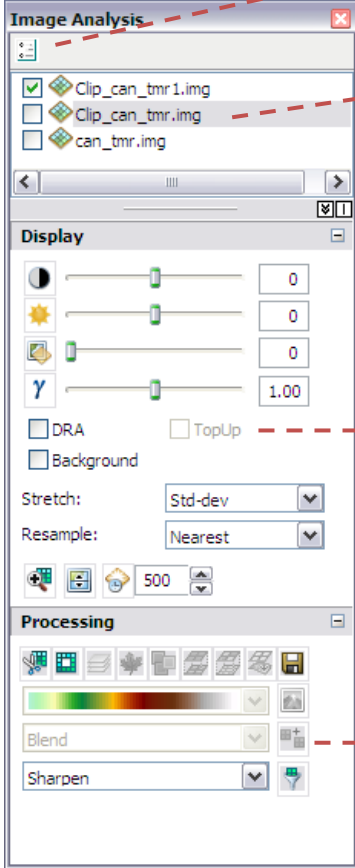 Image Analysis
Clip_can_tmr1.img
Clip_can_tmr.img
can_tmr.img
Display
0
0
0
γ 1.00
DRA TopUp
Background
Stretch: Std-dev
Resample: Nearest
500
Processing
Blend
Sharpen